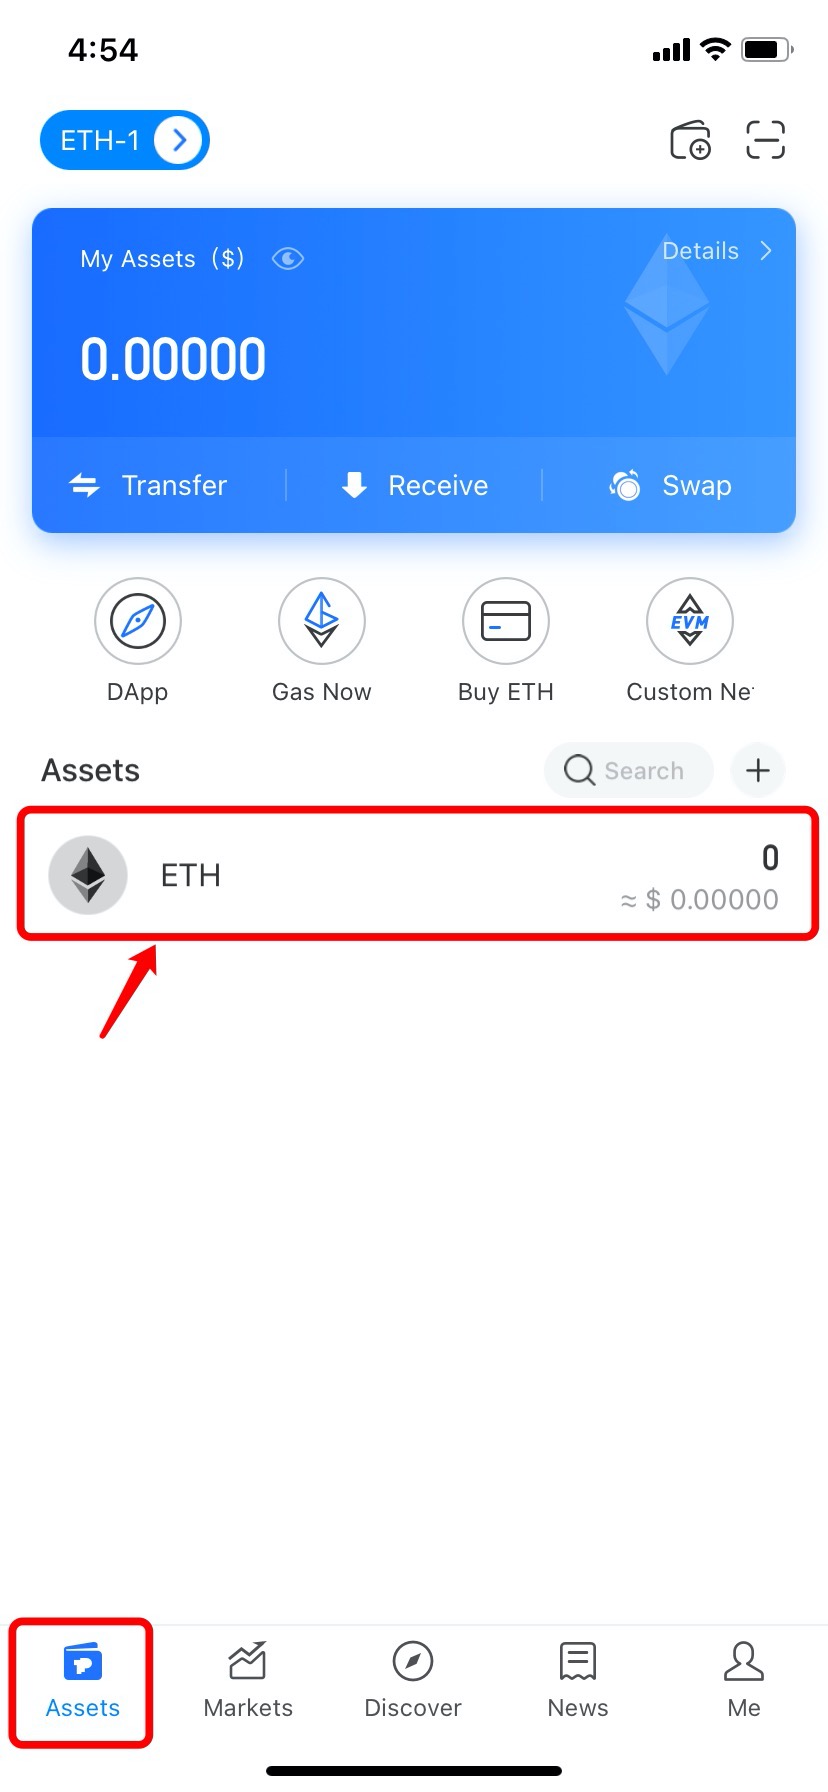 4:54
ETH-1
My Assets ($)
Details
0.00000
Transfer
Receive
Swap
EVM
DApp
Gas Now
Buy ETH
Custom Ne
Assets
Search
ETH
0
≈ $ 0.00000
Assets
Markets
Discover
News
Me